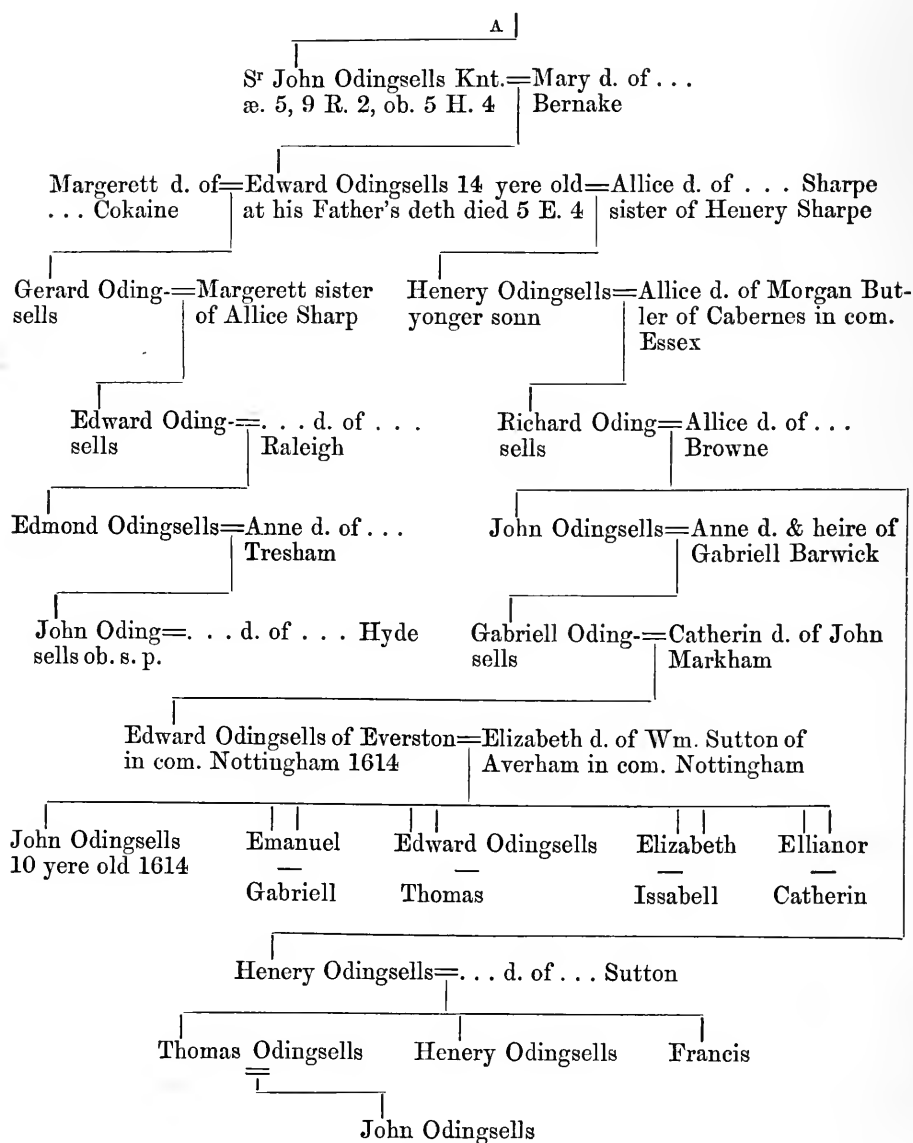 A
Sr John Odingsells Knt.=Mary d. of . . .
æ. 5, 9 R. 2, ob. 5 H. 4 Bernake
Margerett d. of=Edward Odingsells 14 yere old=Allice d. of . . . Sharpe
. . . Cokaine at his Father's deth died 5 E. 4 sister of Henery Sharpe
Gerard Oding-=Margerett sister Henery Odingsells=Allice d. of Morgan But-
sells of Allice Sharp yonger sonn ler of Cabernes in com.
Essex
Edward Oding-=. . . d. of . . . Richard Oding=Allice d. of . . .
sells Raleigh sells Browne
Edmond Odingsells=Anne d. of . . . John Odingsells=Anne d. & heire of
Tresham Gabriell Barwick
John Oding=. . . d. of . . . Hyde Gabriell Oding-=Catherin d. of John
sells ob. s. p. sells Markham
Edward Odingsells of Everston=Elizabeth d. of Wm. Sutton of
in com. Nottingham 1614 Averham in com. Nottingham
John Odingsells Emanuel Edward Odingsells Elizabeth Ellianor
10 yere old 1614 — — — —
Gabriell Thomas Issabell Catherin
Henery Odingsells=. . . d. of . . . Sutton
Thomas Odingsells Henery Odingsells Francis
=
John Odingsells